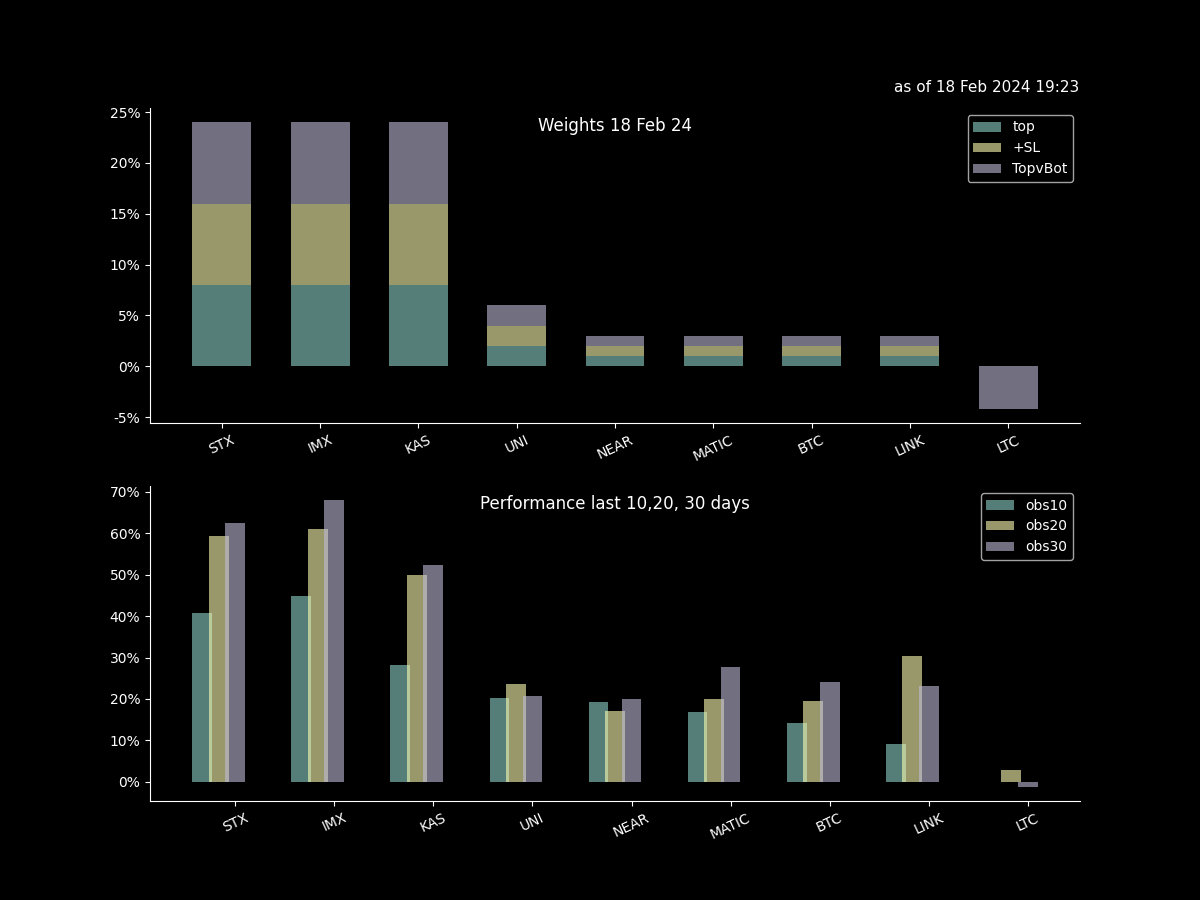 as of 18 Feb 2024 19:23
Weights 18 Feb 24
top
+SL
TopvBot
25%
20%
15%
10%
5%
0%
-5%
STX IMX KAS UNI NEAR MATIC BTC LINK LTC
Performance last 10,20, 30 days
obs10
obs20
obs30
70%
60%
50%
40%
30%
20%
10%
0%
STX IMX KAS UNI NEAR MATIC BTC LINK LTC